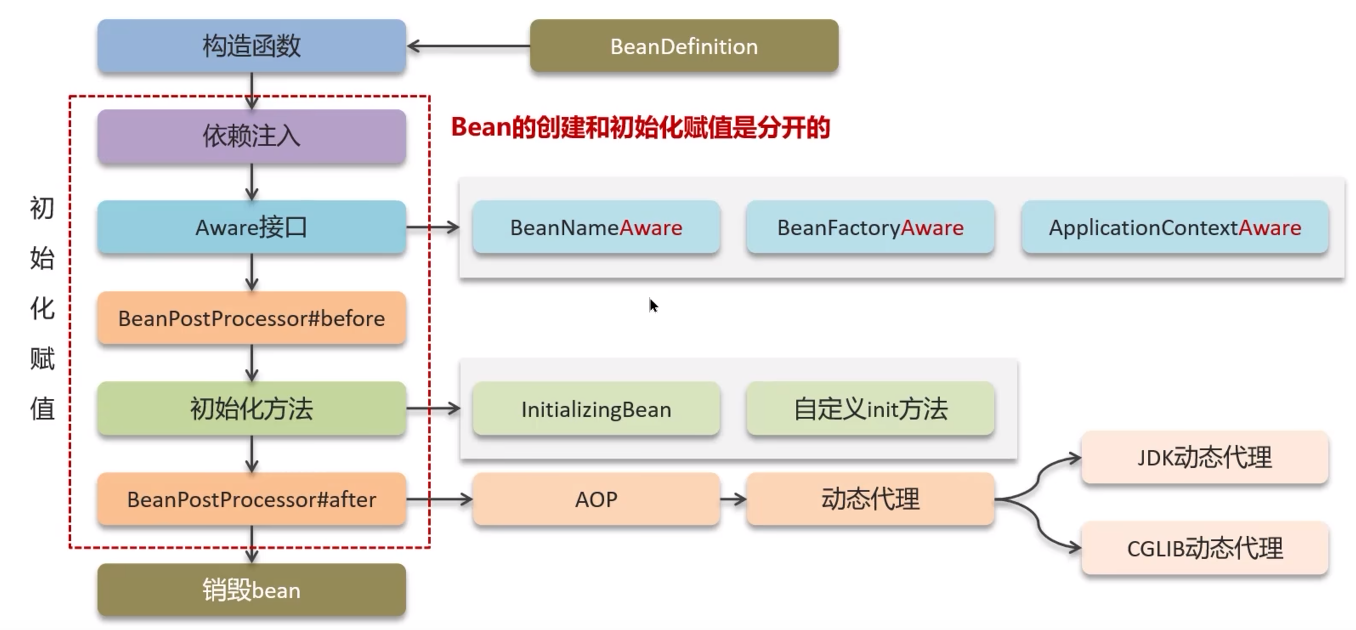 构造函数
BeanDefinition
依赖注入
Bean的创建和初始化赋值是分开的
初始化赋值
Aware接口
BeanNameAware
BeanFactoryAware
ApplicationContextAware
BeanPostProcessor#before
初始化方法
InitializingBean
自定义init方法
BeanPostProcessor#after
AOP
动态代理
JDK动态代理
CGLIB动态代理
销毁bean